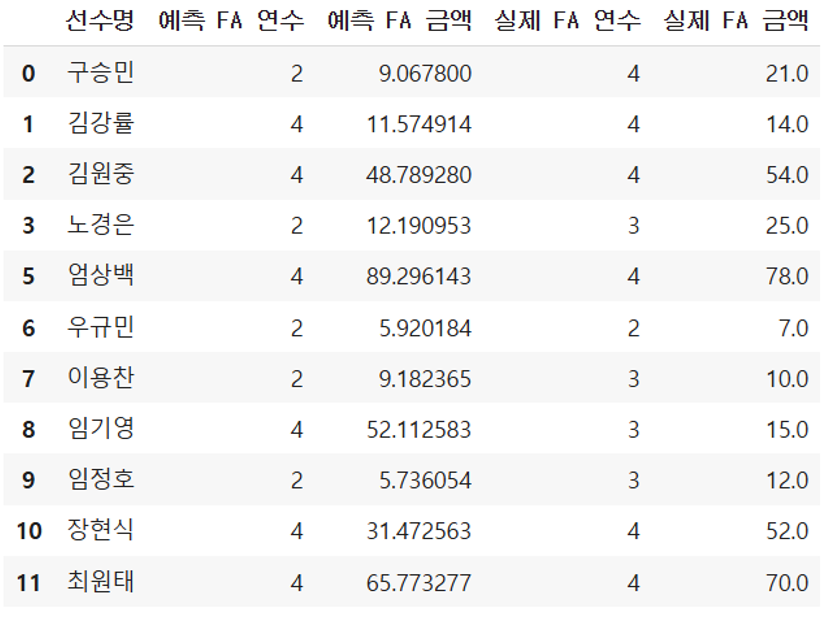 선수명 예측 FA 연수 예측 FA 금액 실제 FA 연수 실제 FA 금액
0 구승민 2 9.067800 4 21.0
1 김강률 4 11.574914 4 14.0
2 김원중 4 48.789280 4 54.0
3 노경은 2 12.190953 3 25.0
5 엄상백 4 89.296143 4 78.0
6 우규민 2 5.920184 2 7.0
7 이용찬 2 9.182365 3 10.0
8 임기영 4 52.112583 3 15.0
9 임정호 2 5.736054 3 12.0
10 장현식 4 31.472563 4 52.0
11 최원태 4 65.773277 4 70.0